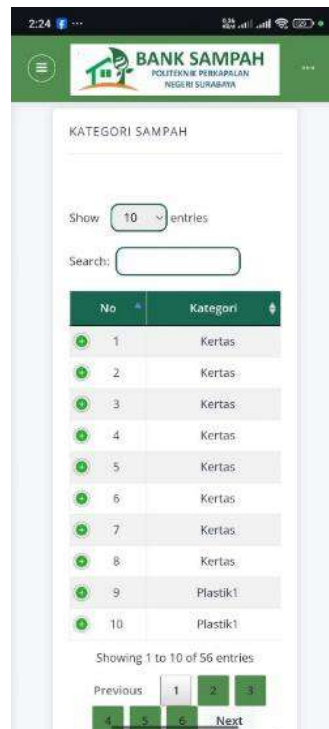 2:24
BANK SAMPAH
POLITEKNIK PERKAPALAN
NEGERI SURABAYA
KATEGORI SAMPAH
Show 10 entries
Search:
No Kategori
1 Kertas
2 Kertas
3 Kertas
4 Kertas
5 Kertas
6 Kertas
7 Kertas
8 Kertas
9 Plastik1
10 Plastik1
Showing 1 to 10 of 56 entries
Previous 1 2 3
4 5 6 Next